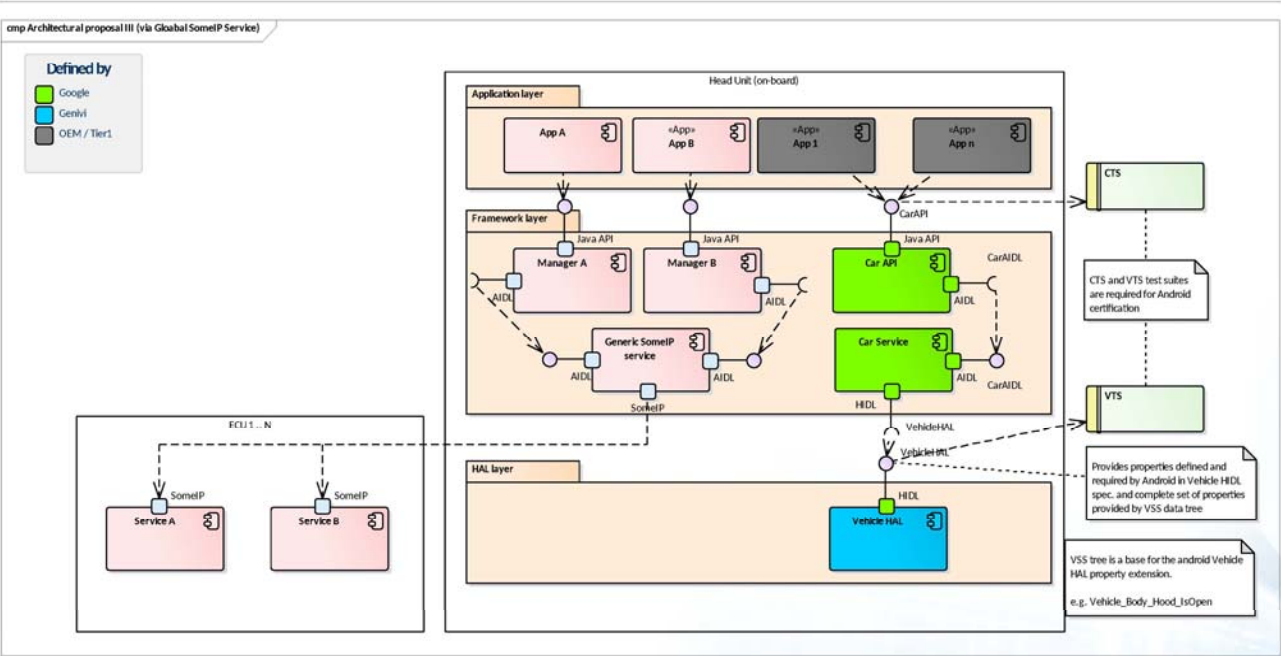 cmp Architectural proposal III (via Gloabal SomeIP Service)
Defined by
Google
Genivi
OEM / Tier1
Head Unit (on-board)
Application layer
App A
«App»
App B
«App»
App 1
«App»
App n
CTS
CarAPI
Framework layer
Java API
Java API
Java API
Manager A
Manager B
Car API
CarAIDL
AIDL
AIDL
AIDL
CTS and VTS test suites
are required for Android
certification
Generic SomeIP
service
Car Service
AIDL
AIDL
AIDL
CarAIDL
SomeIP
HIDL
VTS
ECU 1 .. N
VehicleHAL
VehicleHAL
HAL layer
Provides properties defined and
required by Android in Vehicle HIDL
spec. and complete set of properties
provided by VSS data tree
SomeIP
SomeIP
HIDL
Service A
Service B
Vehicle HAL
VSS tree is a base for the android Vehicle
HAL property extension.
e.g. Vehicle_Body_Hood_IsOpen